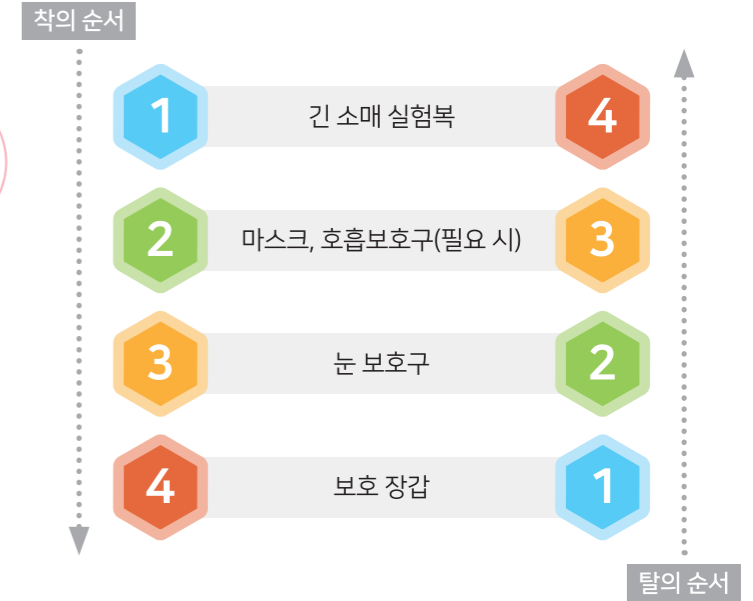 착의 순서
1 긴 소매 실험복 4
2 마스크, 호흡보호구(필요 시) 3
3 눈 보호구 2
4 보호 장갑 1
탈의 순서